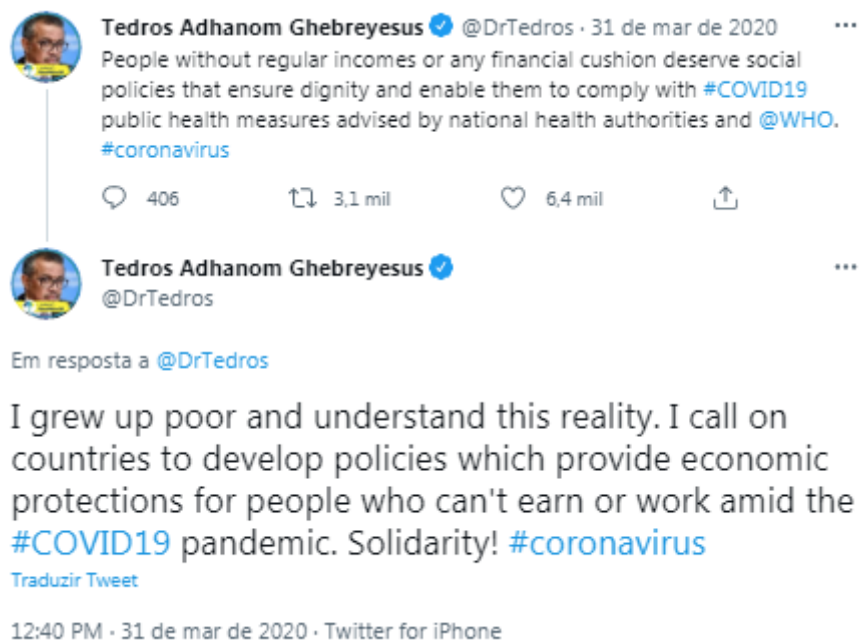 Tedros Adhanom Ghebreyesus @DrTedros · 31 de mar de 2020 ...
People without regular incomes or any financial cushion deserve social
policies that ensure dignity and enable them to comply with #COVID19
public health measures advised by national health authorities and @WHO.
#coronavirus
406 3,1 mil 6,4 mil
Tedros Adhanom Ghebreyesus ...
@DrTedros
Em resposta a @DrTedros
I grew up poor and understand this reality. I call on
countries to develop policies which provide economic
protections for people who can't earn or work amid the
#COVID19 pandemic. Solidarity! #coronavirus
Traduzir Tweet
12:40 PM · 31 de mar de 2020 · Twitter for iPhone